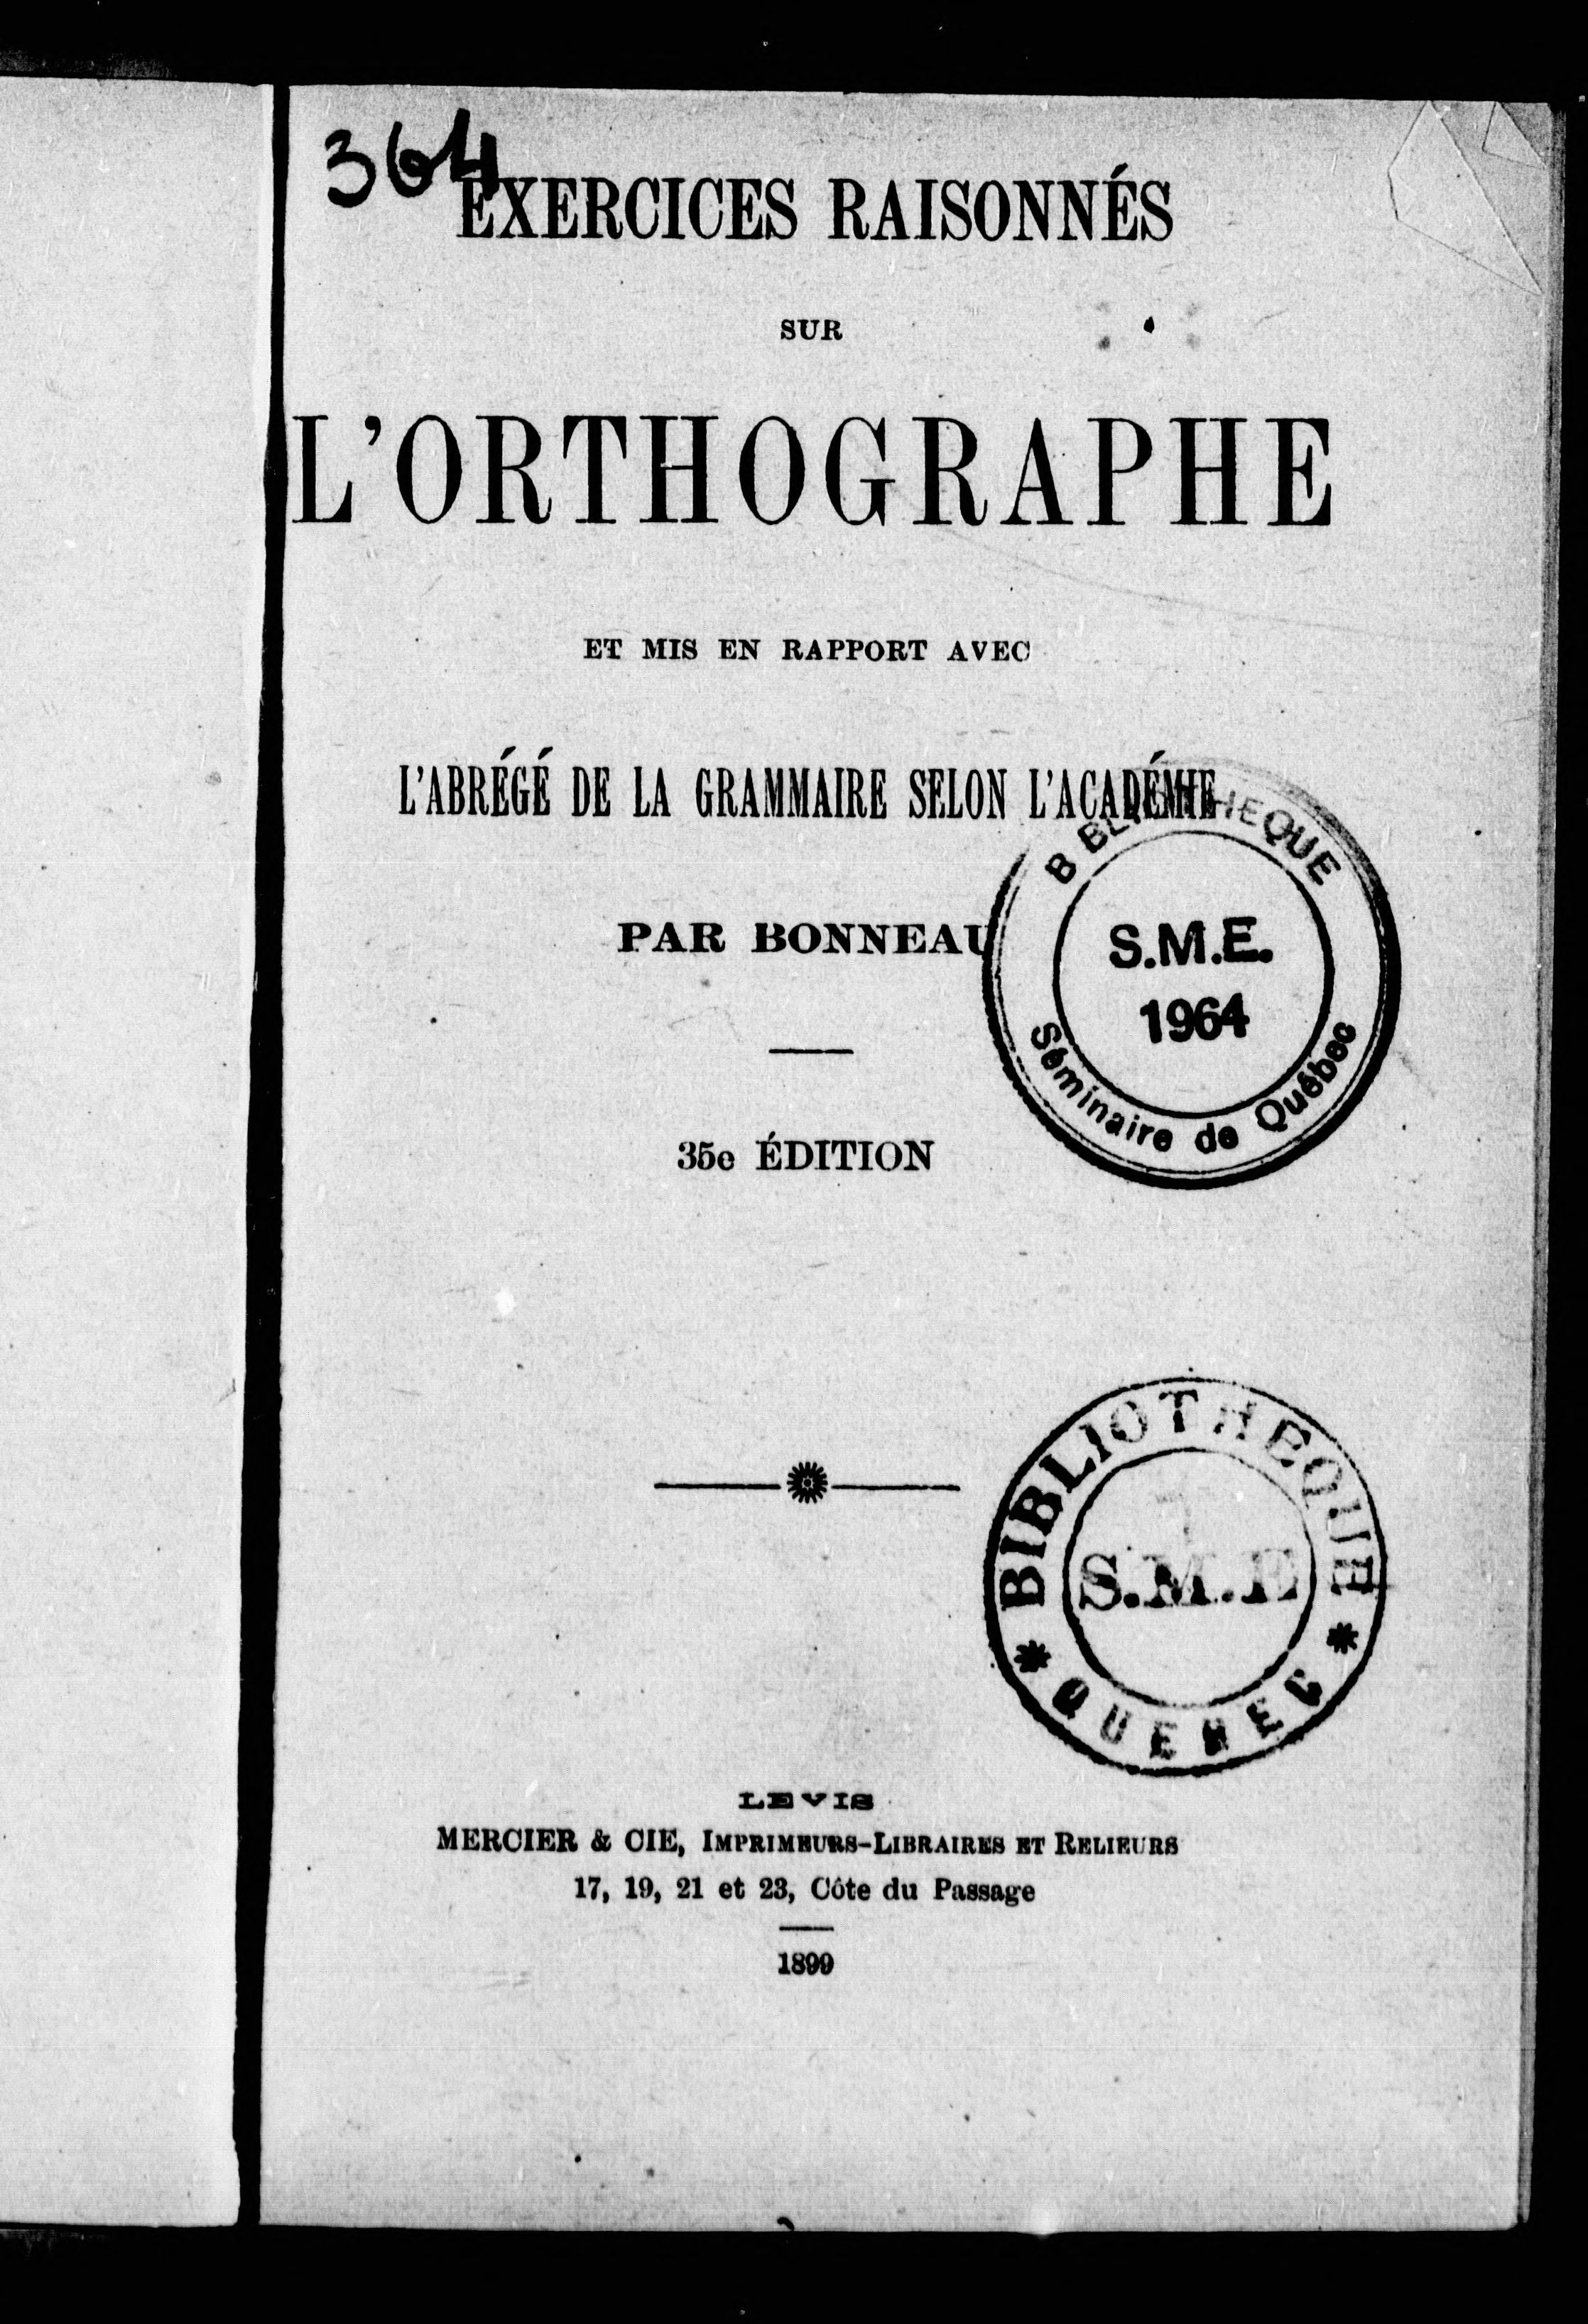 364
EXERCICES RAISONNÉS
SUR
L'ORTHOGRAPHE
ET MIS EN RAPPORT AVEC
L'ABRÉGÉ DE LA GRAMMAIRE SELON L'ACADÉMIE
PAR BONNEAU
35e ÉDITION
BIBLIOTHEQUE
S.M.E.
1964
Séminaire de Québec
BIBLIOTHEQUE
S.M.E
* QUEBEC *
LEVIS
MERCIER & CIE, IMPRIMEURS-LIBRAIRES ET RELIEURS
17, 19, 21 et 23, Côte du Passage
1899